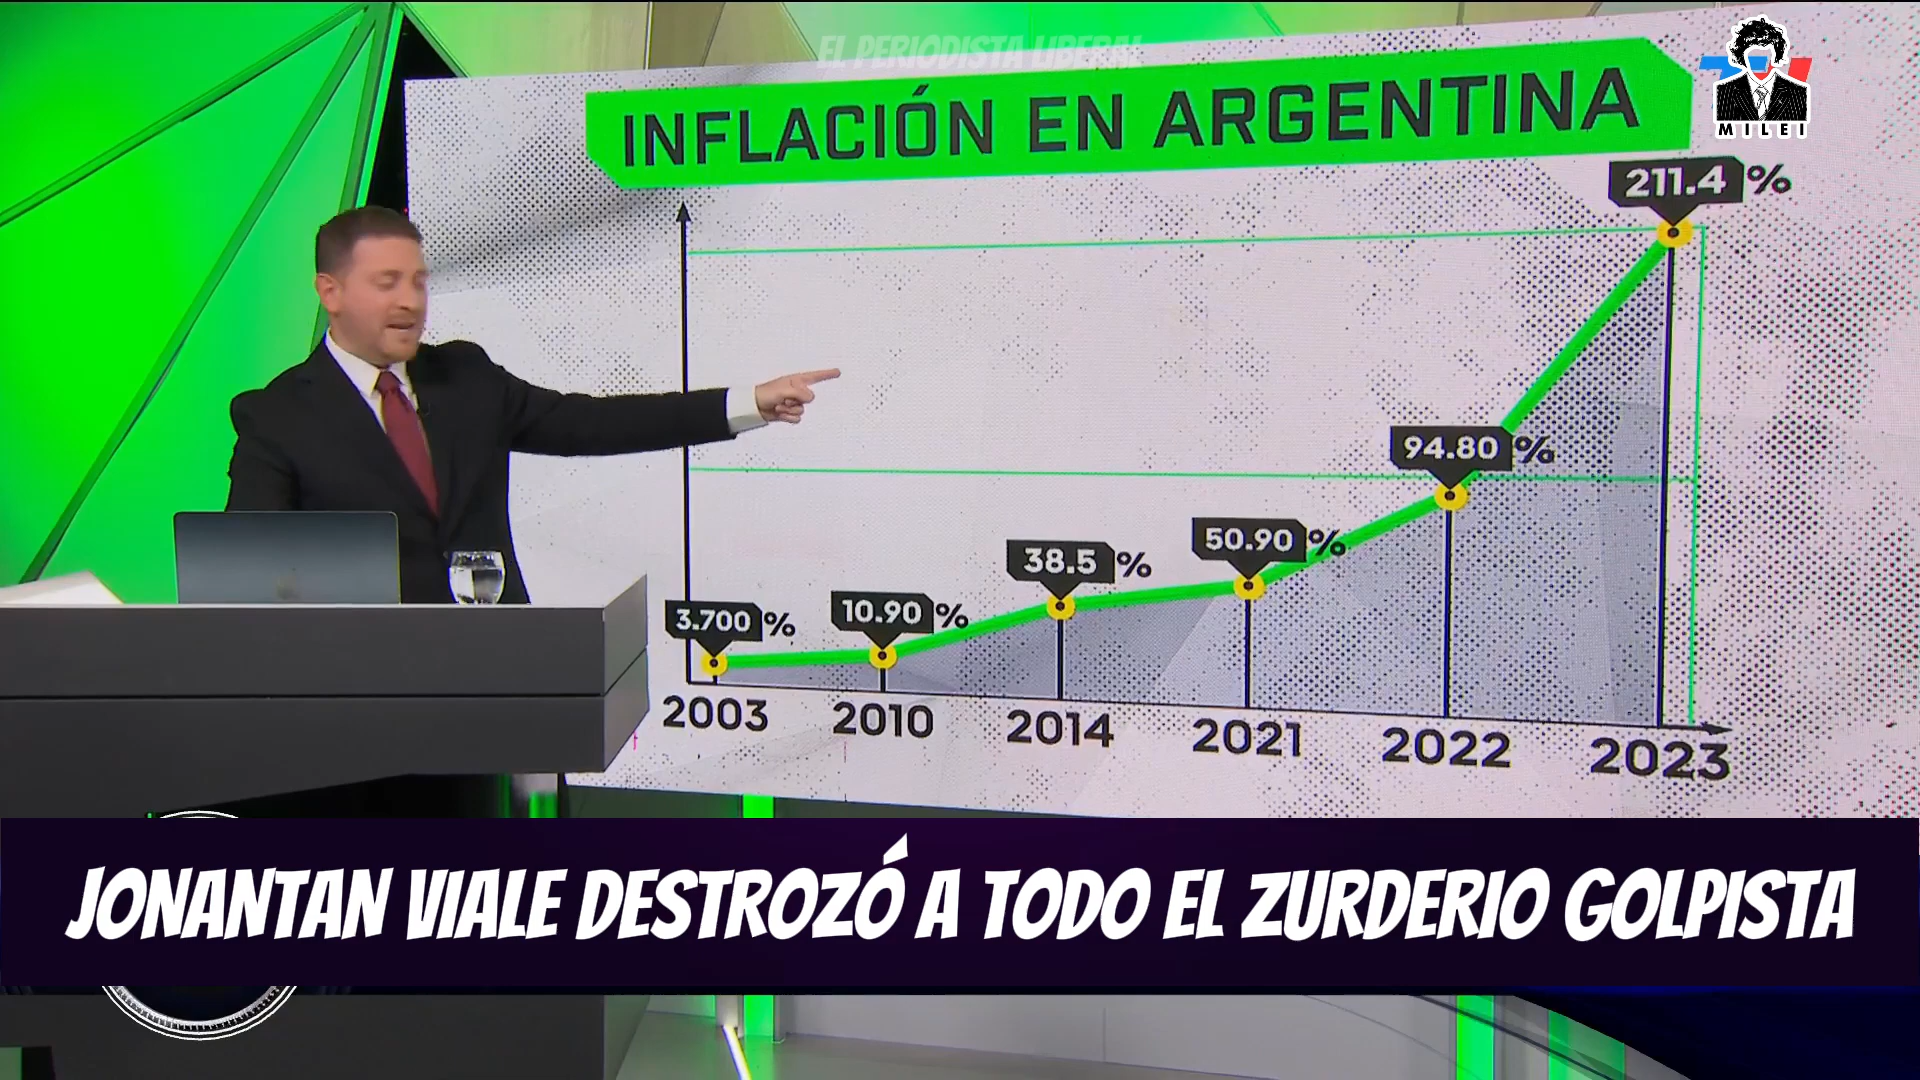 EL PERIODISTA LIBERAL
INFLACIÓN EN ARGENTINA
MILEI
211.4 %
94.80 %
50.90 %
38.5 %
10.90 %
3.700 %
2003 2010 2014 2021 2022 2023
JONANTAN VIALE DESTROZÓ A TODO EL ZURDERIO GOLPISTA